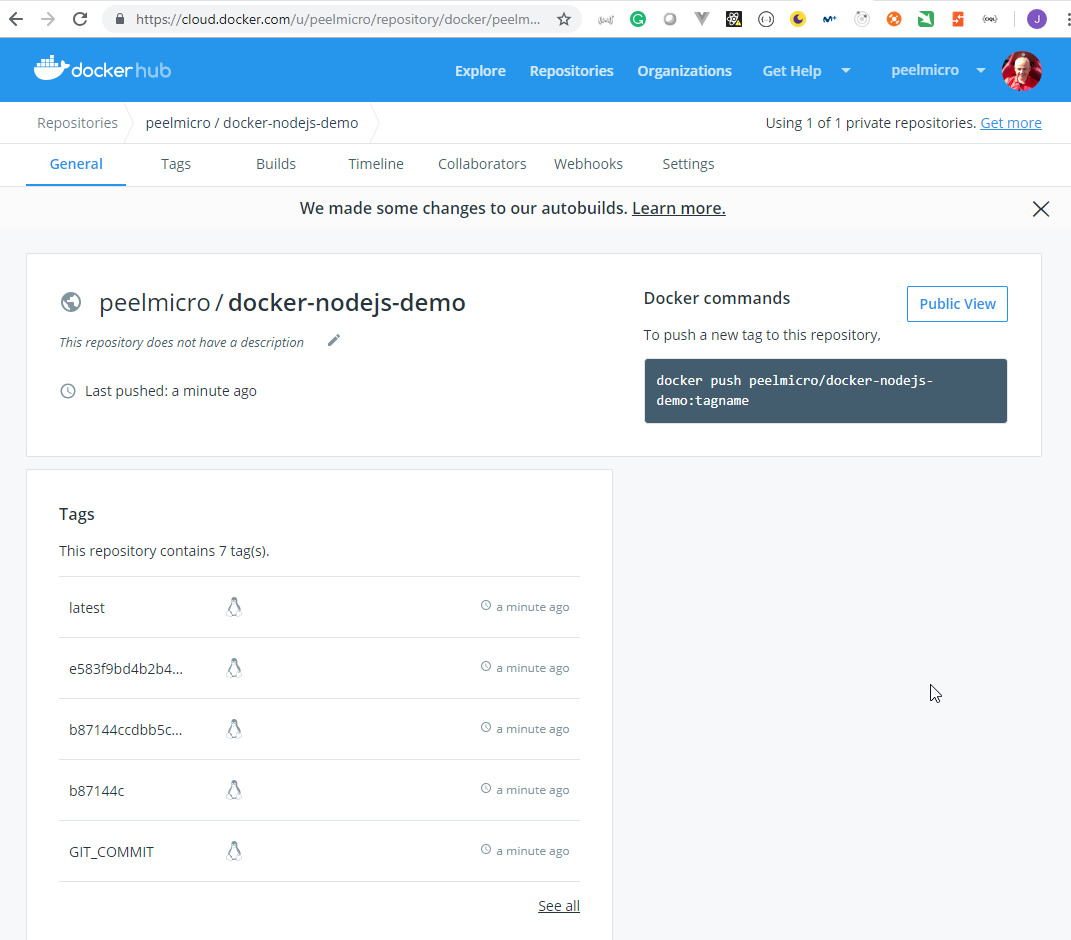 https://cloud.docker.com/u/peelmicro/repository/docker/peelm...
J
docker hub
Explore
Repositories
Organizations
Get Help
peelmicro
Repositories
peelmicro / docker-nodejs-demo
Using 1 of 1 private repositories. Get more
General
Tags
Builds
Timeline
Collaborators
Webhooks
Settings
We made some changes to our autobuilds. Learn more.
peelmicro / docker-nodejs-demo
This repository does not have a description
Last pushed: a minute ago
Docker commands
Public View
To push a new tag to this repository,
docker push peelmicro/docker-nodejs-
demo:tagname
Tags
This repository contains 7 tag(s).
latest
a minute ago
e583f9bd4b2b4...
a minute ago
b87144ccdbb5c...
a minute ago
b87144c
a minute ago
GIT_COMMIT
a minute ago
See all